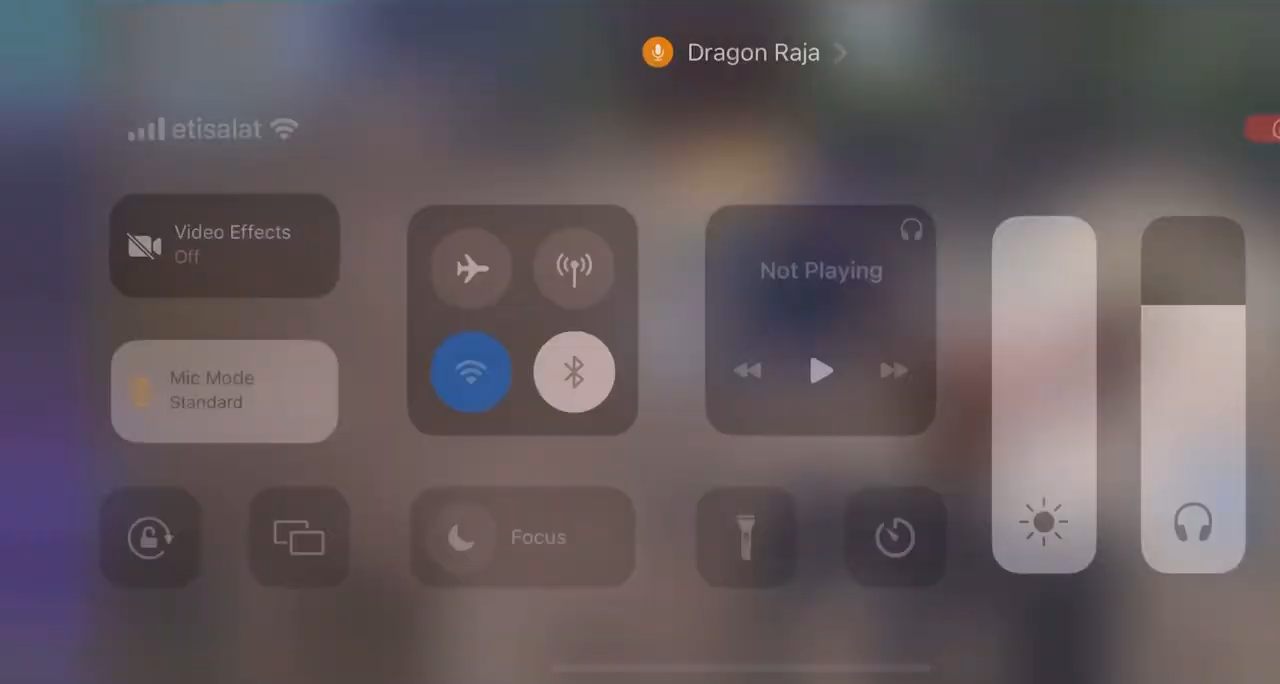 Dragon Raja
etisalat
Video Effects
Off
Not Playing
Mic Mode
Standard
Focus